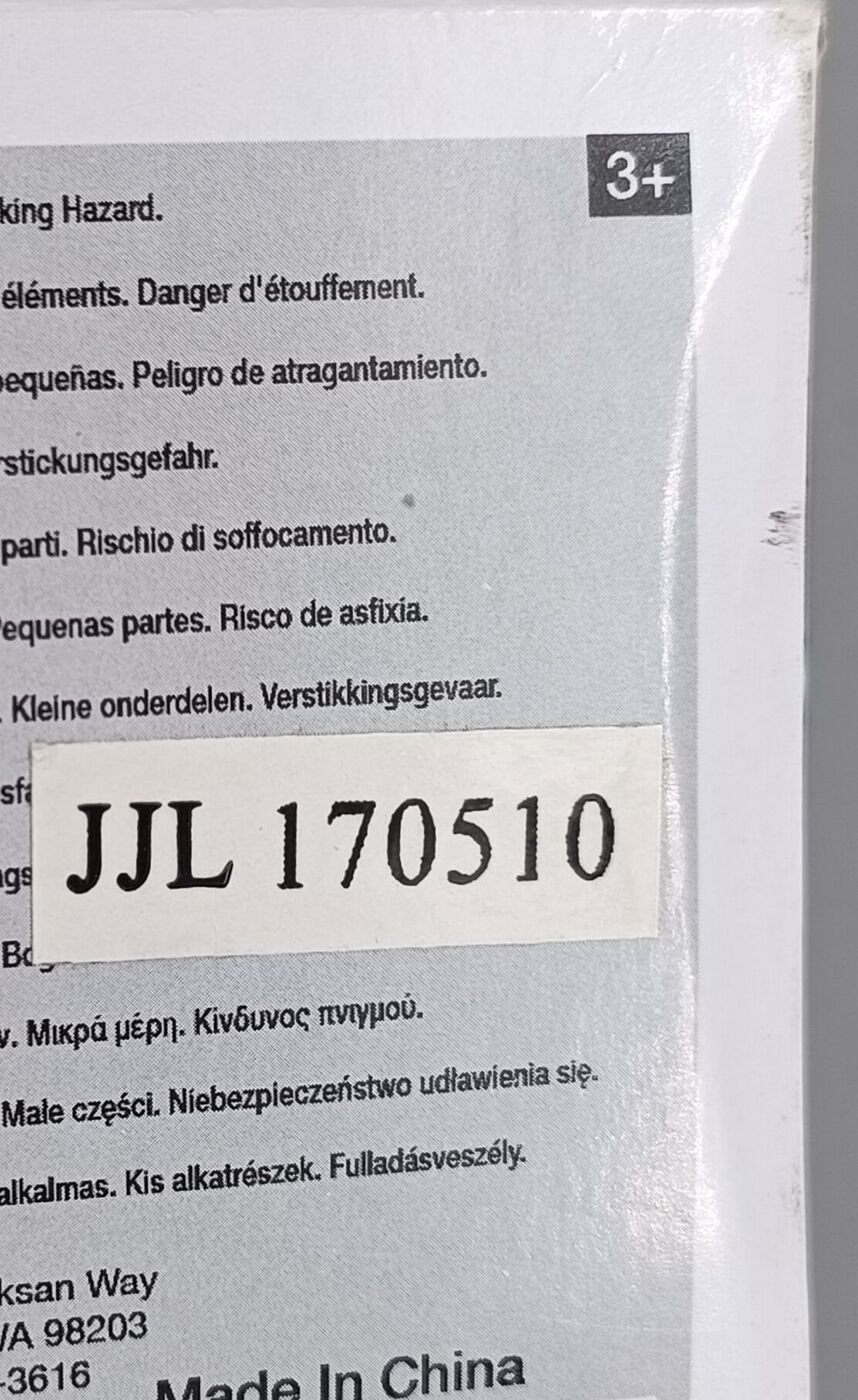 3+
king Hazard.
éléments. Danger d'étouffement.
pequeñas. Peligro de atragantamiento.
rstickungsgefahr.
parti. Rischio di soffocamento.
Pequenas partes. Risco de asfixia.
. Kleine onderdelen. Verstikkingsgevaar.
JJL 170510
ν. Μικρά μέρη. Κίνδυνος πνιγμού.
Małe części. Niebezpieczeństwo udławienia się.
alkalmas. Kis alkatrészek. Fulladásveszély.
ksan Way
WA 98203
-3616
Made In China